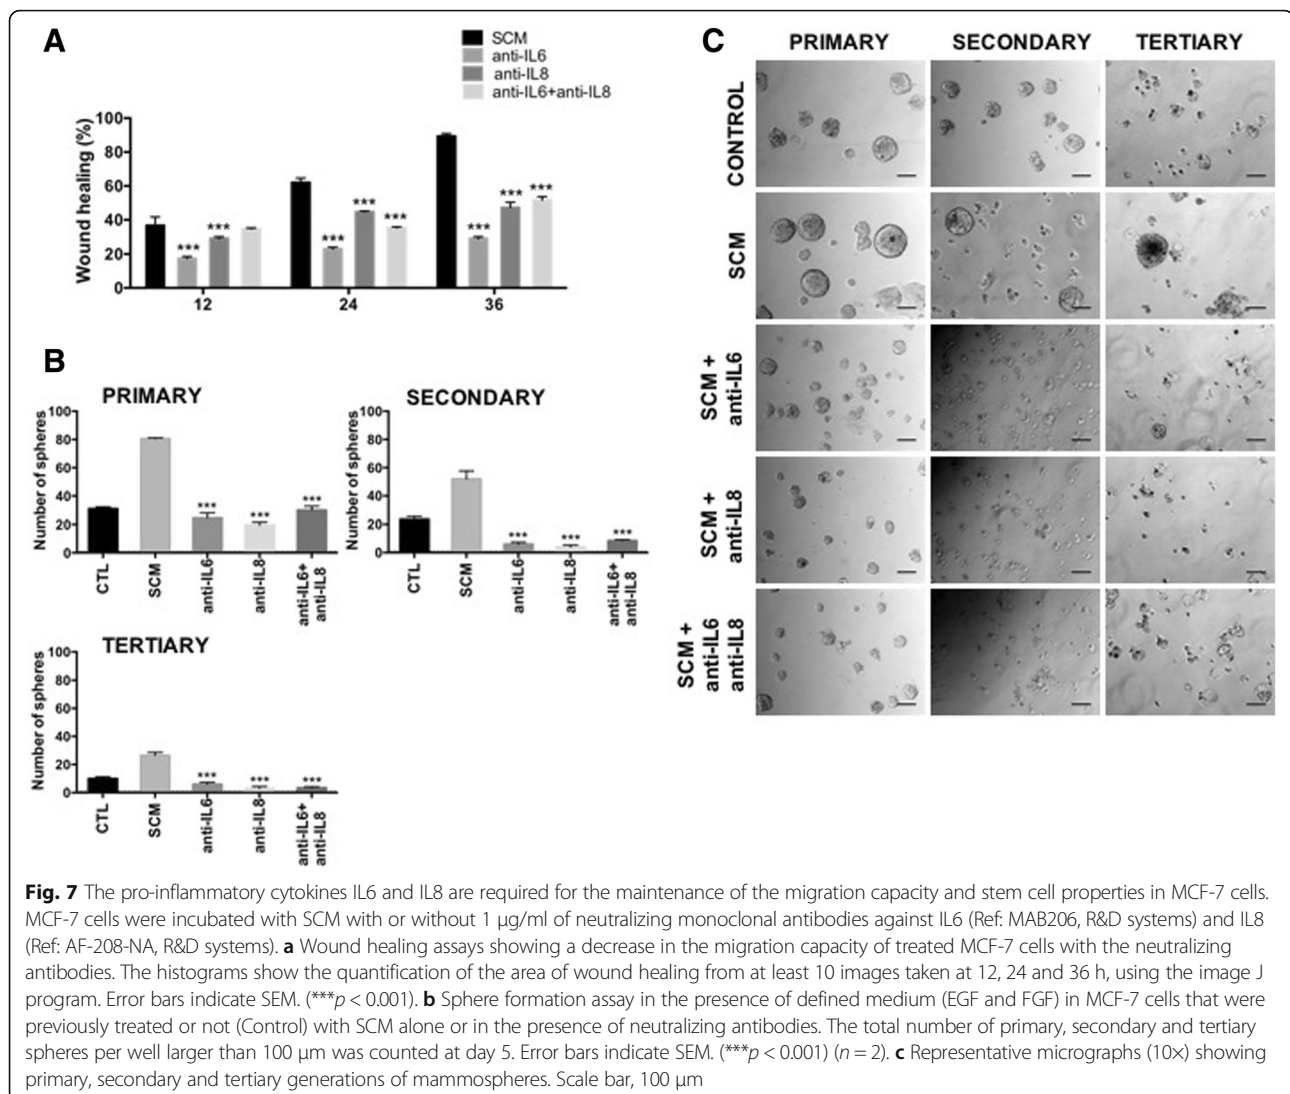 A
SCM
anti-IL6
anti-IL8
anti-IL6+anti-IL8
Wound healing (%)
100
80
60
40
20
0
***
***
***
***
***
***
***
***
12
24
36
B
PRIMARY
Number of spheres
100
80
60
40
20
0
***
***
***
CTL
SCM
anti-IL6
anti-IL8
anti-IL6+
anti-IL8
SECONDARY
Number of spheres
100
80
60
40
20
0
***
***
***
CTL
SCM
anti-IL6
anti-IL8
anti-IL6+
anti-IL8
TERTIARY
Number of spheres
100
80
60
40
20
0
***
***
***
CTL
SCM
anti-IL6
anti-IL8
anti-IL6+
anti-IL8
C
PRIMARY
SECONDARY
TERTIARY
CONTROL
SCM
SCM +
anti-IL6
SCM +
anti-IL8
SCM +
anti-IL6
anti-IL8
Fig. 7 The pro-inflammatory cytokines IL6 and IL8 are required for the maintenance of the migration capacity and stem cell properties in MCF-7 cells.
MCF-7 cells were incubated with SCM with or without 1 μg/ml of neutralizing monoclonal antibodies against IL6 (Ref: MAB206, R&D systems) and IL8
(Ref: AF-208-NA, R&D systems). a Wound healing assays showing a decrease in the migration capacity of treated MCF-7 cells with the neutralizing
antibodies. The histograms show the quantification of the area of wound healing from at least 10 images taken at 12, 24 and 36 h, using the image J
program. Error bars indicate SEM. (***p < 0.001). b Sphere formation assay in the presence of defined medium (EGF and FGF) in MCF-7 cells that were
previously treated or not (Control) with SCM alone or in the presence of neutralizing antibodies. The total number of primary, secondary and tertiary
spheres per well larger than 100 μm was counted at day 5. Error bars indicate SEM. (***p < 0.001) (n = 2). c Representative micrographs (10×) showing
primary, secondary and tertiary generations of mammospheres. Scale bar, 100 μm